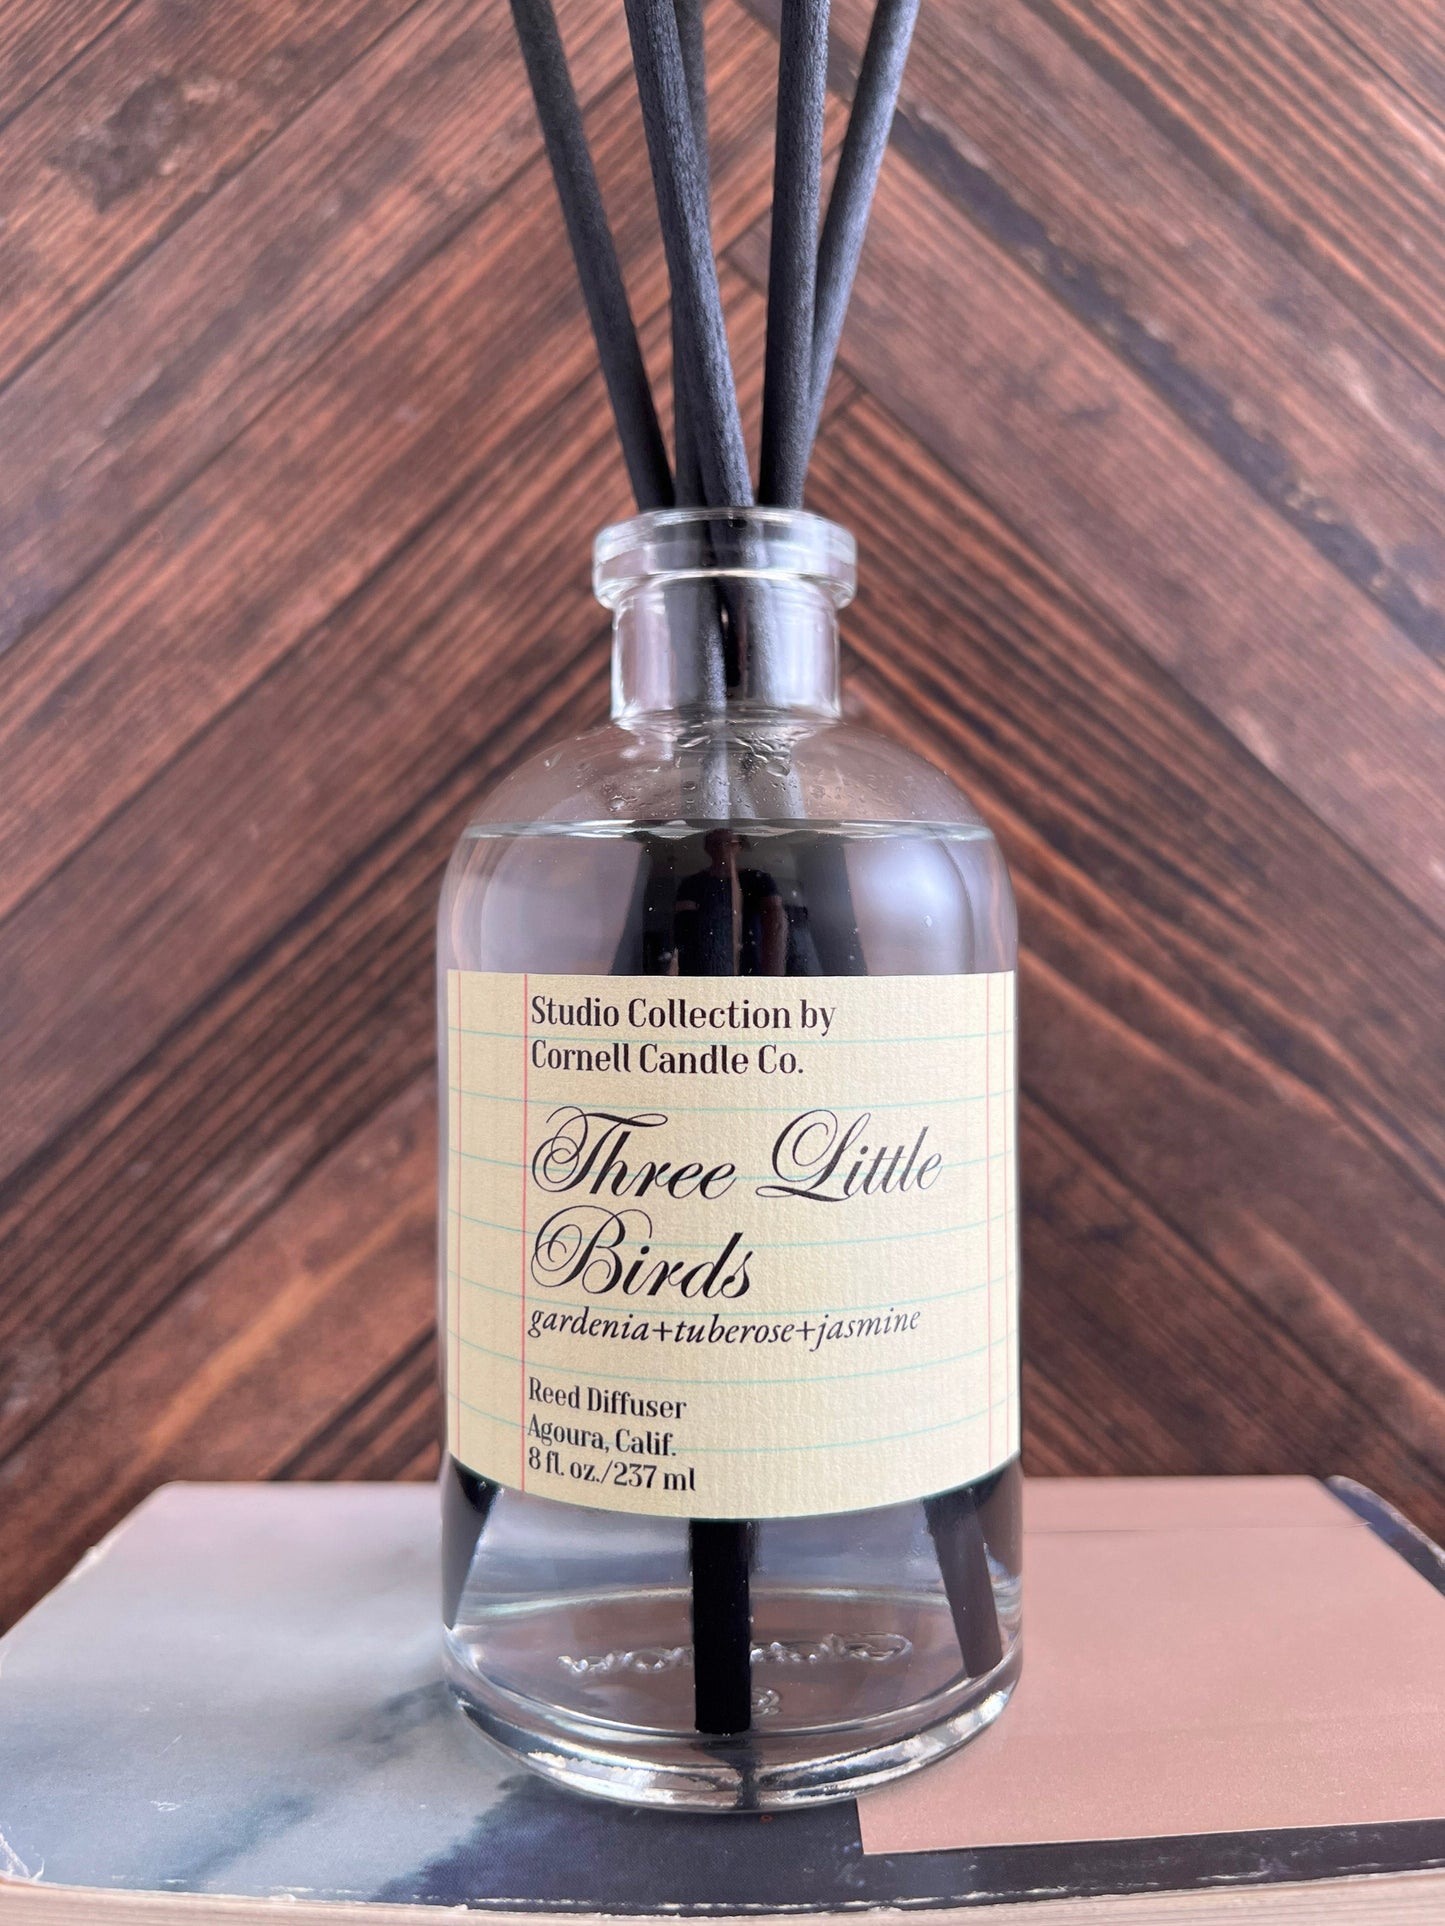 Studio Collection by
Cornell Candle Co.
Three Little
Birds
gardenia+tuberose+jasmine
Reed Diffuser
Agoura, Calif.
8 fl. oz./237 ml